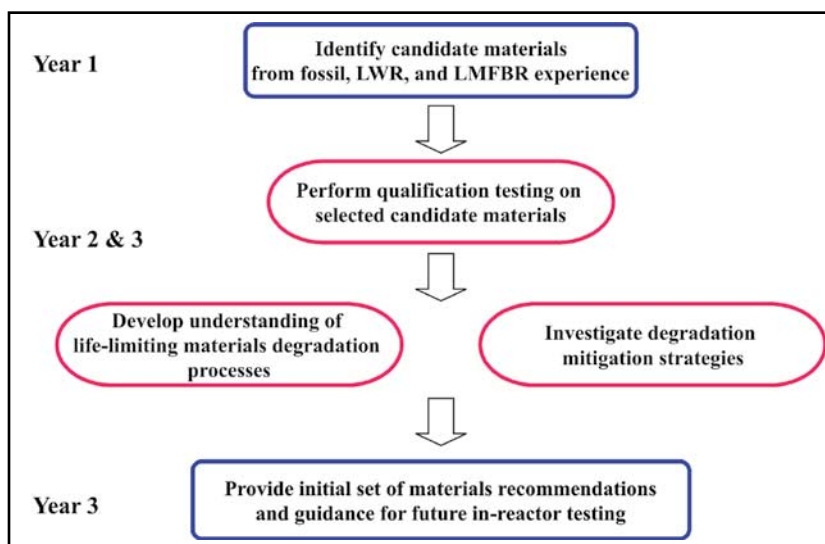 Year 1
Identify candidate materials
from fossil, LWR, and LMFBR experience
Perform qualification testing on
selected candidate materials
Year 2 & 3
Develop understanding of
life-limiting materials degradation
processes
Investigate degradation
mitigation strategies
Year 3
Provide initial set of materials recommendations
and guidance for future in-reactor testing